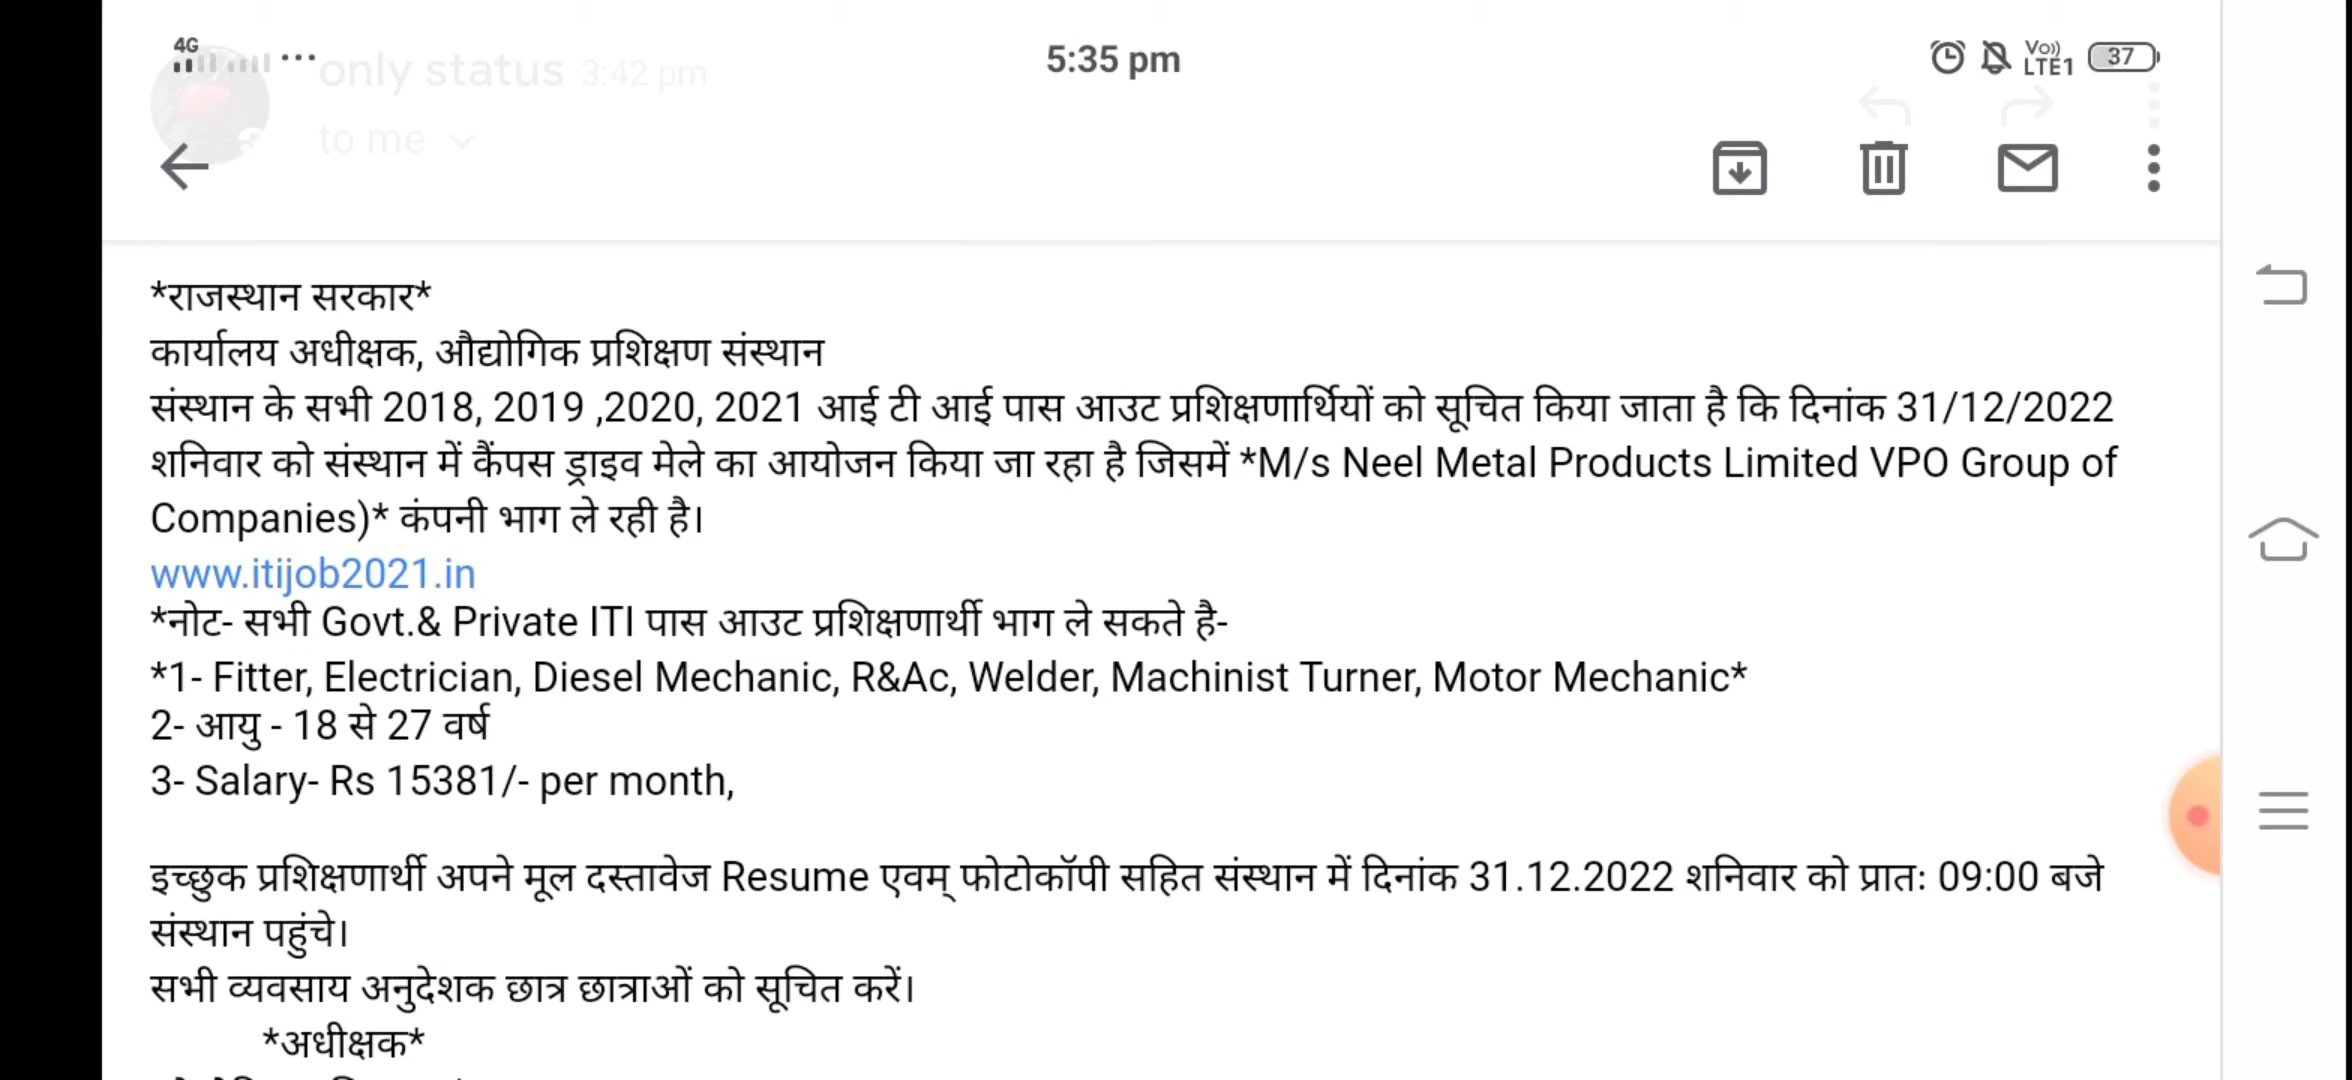 4G
only status 3:42 pm
5:35 pm
Vo))
LTE1
37
to me
*राजस्थान सरकार*
कार्यालय अधीक्षक, औद्योगिक प्रशिक्षण संस्थान
संस्थान के सभी 2018, 2019 ,2020, 2021 आई टी आई पास आउट प्रशिक्षणार्थियों को सूचित किया जाता है कि दिनांक 31/12/2022
शनिवार को संस्थान में कैंपस ड्राइव मेले का आयोजन किया जा रहा है जिसमें *M/s Neel Metal Products Limited VPO Group of
Companies)* कंपनी भाग ले रही है।
www.itijob2021.in
*नोट- सभी Govt.& Private ITI पास आउट प्रशिक्षणार्थी भाग ले सकते है-
*1- Fitter, Electrician, Diesel Mechanic, R&Ac, Welder, Machinist Turner, Motor Mechanic*
2- आयु - 18 से 27 वर्ष
3- Salary- Rs 15381/- per month,
इच्छुक प्रशिक्षणार्थी अपने मूल दस्तावेज Resume एवम् फोटोकॉपी सहित संस्थान में दिनांक 31.12.2022 शनिवार को प्रातः 09:00 बजे
संस्थान पहुंचे।
सभी व्यवसाय अनुदेशक छात्र छात्राओं को सूचित करें।
*अधीक्षक*